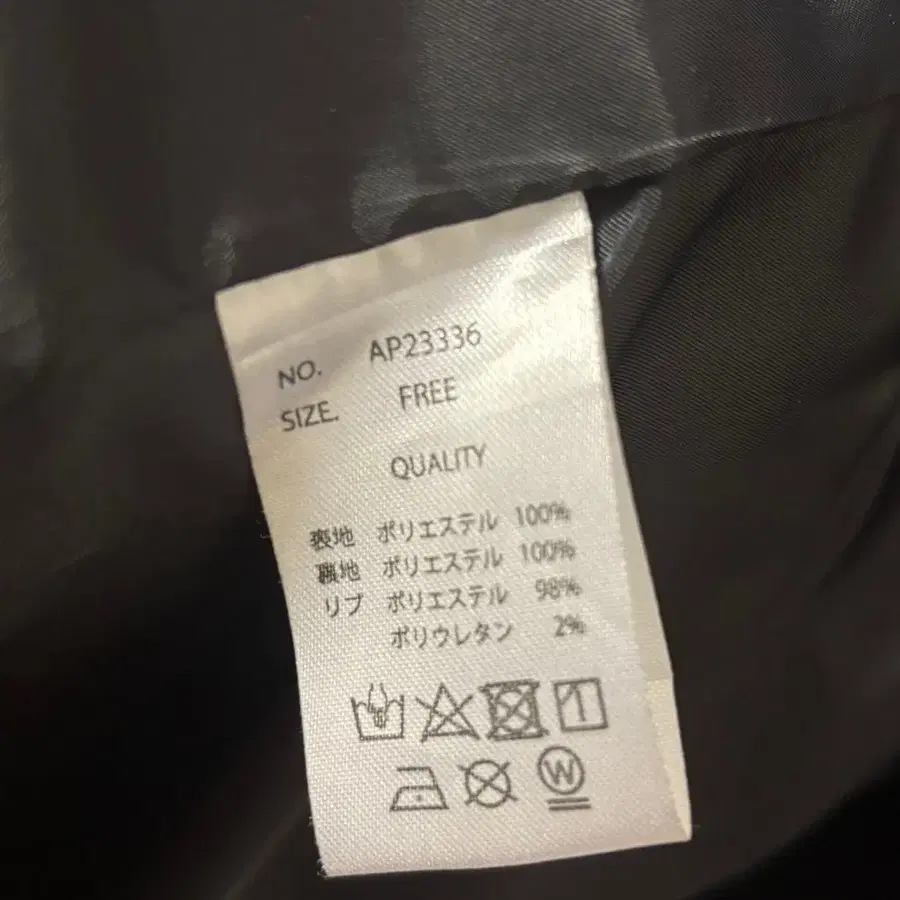 NO. AP23336
SIZE. FREE
QUALITY
表地 ポリエステル 100%
裏地 ポリエステル 100%
リブ ポリエステル 98%
ポリウレタン 2%
W